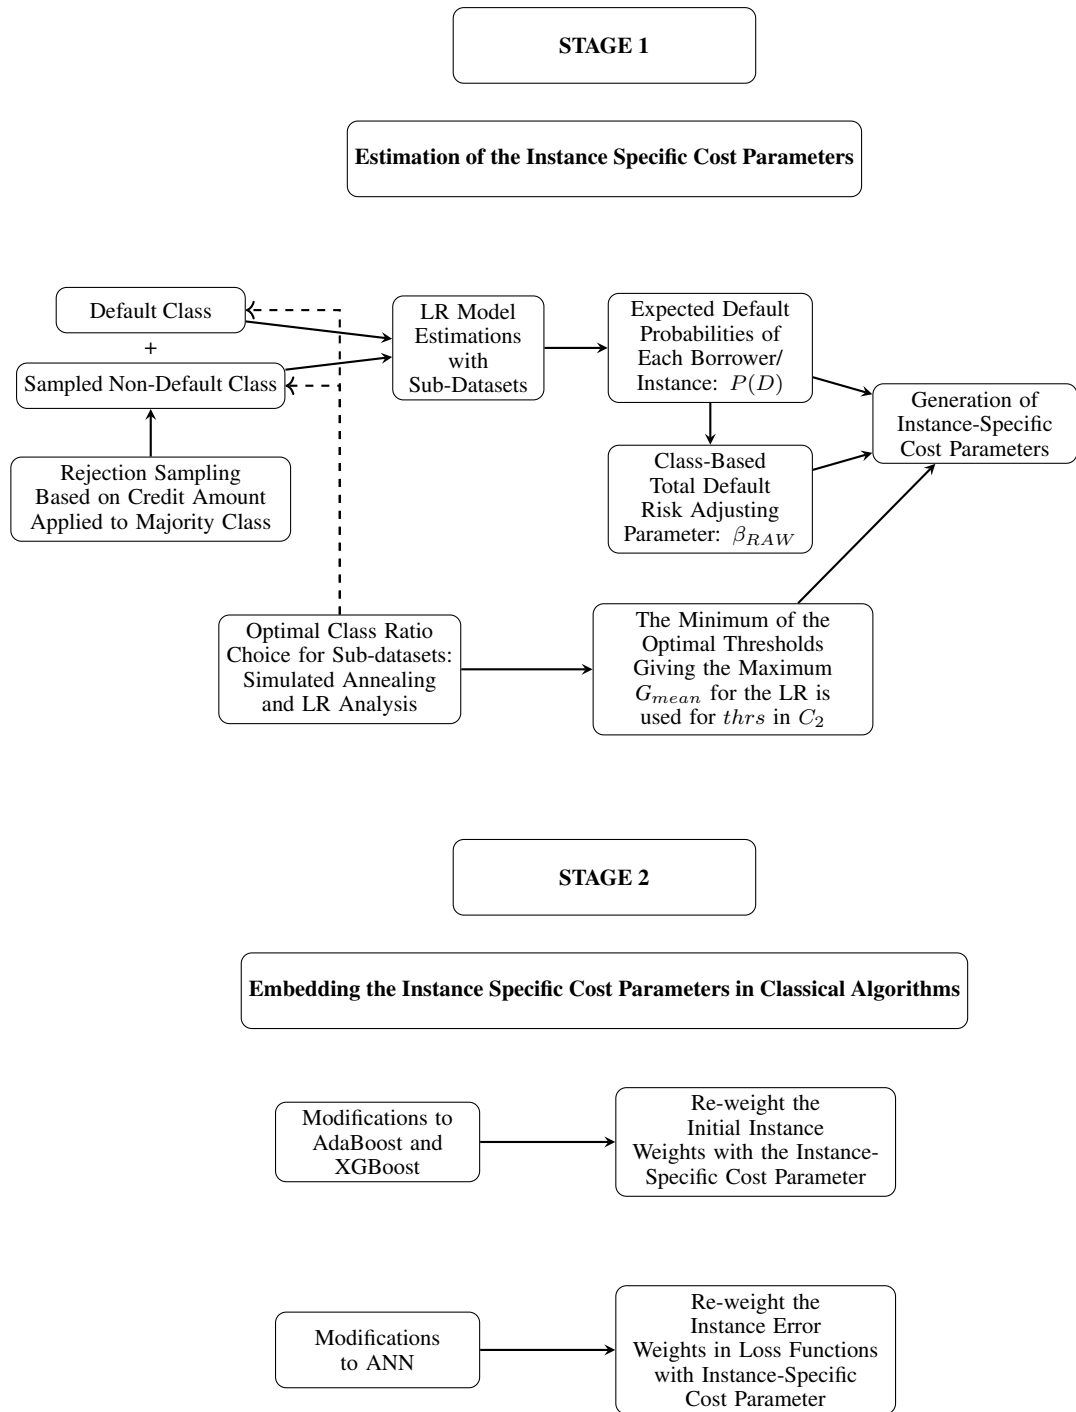 STAGE 1
Estimation of the Instance Specific Cost Parameters
Default Class
+
Sampled Non-Default Class
Rejection Sampling
Based on Credit Amount
Applied to Majority Class
LR Model
Estimations
with
Sub-Datasets
Expected Default
Probabilities of
Each Borrower/
Instance: P(D)
Class-Based
Total Default
Risk Adjusting
Parameter: β_{RAW}
Generation of
Instance-Specific
Cost Parameters
Optimal Class Ratio
Choice for Sub-datasets:
Simulated Annealing
and LR Analysis
The Minimum of the
Optimal Thresholds
Giving the Maximum
G_{mean} for the LR is
used for thrs in C_2
STAGE 2
Embedding the Instance Specific Cost Parameters in Classical Algorithms
Modifications to
AdaBoost and
XGBoost
Re-weight the
Initial Instance
Weights with the Instance-
Specific Cost Parameter
Modifications
to ANN
Re-weight the
Instance Error
Weights in Loss Functions
with Instance-Specific
Cost Parameter